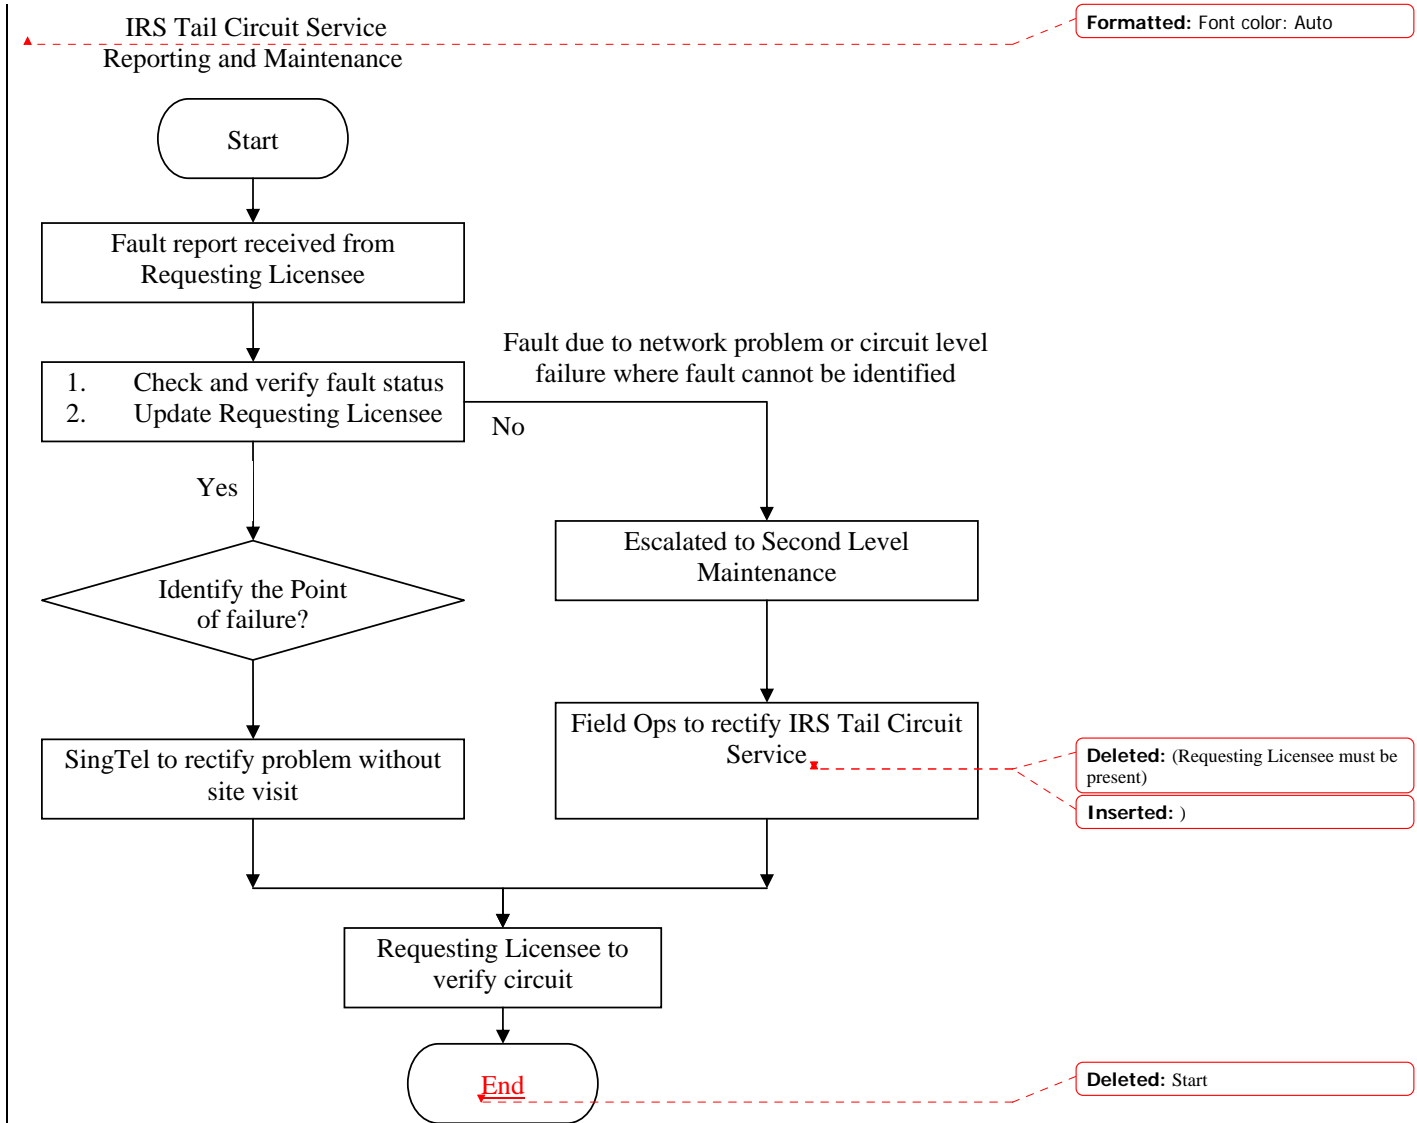 IRS Tail Circuit Service
Reporting and Maintenance
Formatted: Font color: Auto
Start
Fault report received from
Requesting Licensee
Fault due to network problem or circuit level
failure where fault cannot be identified
1. Check and verify fault status
2. Update Requesting Licensee
No
Yes
Escalated to Second Level
Maintenance
Identify the Point
of failure?
Field Ops to rectify IRS Tail Circuit
Service
SingTel to rectify problem without
site visit
Deleted: (Requesting Licensee must be
present)
Inserted: )
Requesting Licensee to
verify circuit
End
Deleted: Start